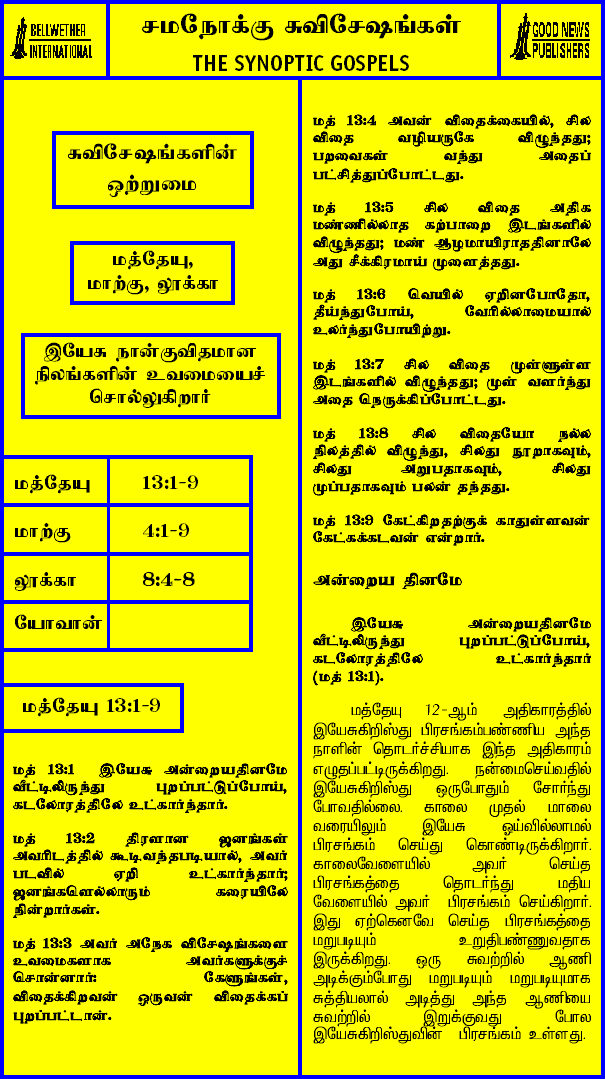 BELLWETHER
INTERNATIONAL
சமநோக்கு சுவிசேஷங்கள்
THE SYNOPTIC GOSPELS
GOOD NEWS
PUBLISHERS
சுவிசேஷங்களின்
ஒற்றுமை
மத்தேயு,
மாற்கு, லூக்கா
இயேசு நான்குவிதமான
நிலங்களின் உவமையைச்
சொல்லுகிறார்
மத்தேயு 13:1-9
மாற்கு 4:1-9
லூக்கா 8:4-8
யோவான்
மத்தேயு 13:1-9
மத் 13:1 இயேசு அன்றையதினமே
வீட்டிலிருந்து புறப்பட்டுப்போய்,
கடலோரத்திலே உட்கார்ந்தார்.
மத் 13:2 திரளான ஜனங்கள்
அவரிடத்தில் கூடிவந்தபடியால், அவர்
படவில் ஏறி உட்கார்ந்தார்;
ஜனங்களெல்லாரும் கரையிலே
நின்றார்கள்.
மத் 13:3 அவர் அநேக விசேஷங்களை
உவமைகளாக அவர்களுக்குச்
சொன்னார்: கேளுங்கள்,
விதைக்கிறவன் ஒருவன் விதைக்கப்
புறப்பட்டான்.
மத் 13:4 அவன் விதைக்கையில், சில
விதை வழியருகே விழுந்தது;
பறவைகள் வந்து அதைப்
பட்சித்துப்போட்டது.
மத் 13:5 சில விதை அதிக
மண்ணில்லாத கற்பாறை இடங்களில்
விழுந்தது; மண் ஆழமாயிராததினாலே
அது சீக்கிரமாய் முளைத்தது.
மத் 13:6 வெயில் ஏறினபோதோ,
தீய்ந்துபோய், வேரில்லாமையால்
உலர்ந்துபோயிற்று.
மத் 13:7 சில விதை முள்ளுள்ள
இடங்களில் விழுந்தது; முள் வளர்ந்து
அதை நெருக்கிப்போட்டது.
மத் 13:8 சில விதையோ நல்ல
நிலத்தில் விழுந்து, சிலது நூறாகவும்,
சிலது அறுபதாகவும், சிலது
முப்பதாகவும் பலன் தந்தது.
மத் 13:9 கேட்கிறதற்குக் காதுள்ளவன்
கேட்கக்கடவன் என்றார்.
அன்றைய தினமே
இயேசு அன்றையதினமே
வீட்டிலிருந்து புறப்பட்டுப்போய்,
கடலோரத்திலே உட்கார்ந்தார்
(மத் 13:1).
மத்தேயு 12-ஆம் அதிகாரத்தில்
இயேசுகிறிஸ்து பிரசங்கம்பண்ணிய அந்த
நாளின் தொடர்ச்சியாக இந்த அதிகாரம்
எழுதப்பட்டிருக்கிறது. நன்மைசெய்வதில்
இயேசுகிறிஸ்து ஒருபோதும் சோர்ந்து
போவதில்லை. காலை முதல் மாலை
வரையிலும் இயேசு ஓய்வில்லாமல்
பிரசங்கம் செய்து கொண்டிருக்கிறார்.
காலைவேளையில் அவர் செய்த
பிரசங்கத்தை தொடர்ந்து மதிய
வேளையில் அவர் பிரசங்கம் செய்கிறார்.
இது ஏற்கெனவே செய்த பிரசங்கத்தை
மறுபடியும் உறுதிபண்ணுவதாக
இருக்கிறது. ஒரு சுவற்றில் ஆணி
அடிக்கும்போது மறுபடியும் மறுபடியுமாக
சுத்தியலால் அடித்து அந்த ஆணியை
சுவற்றில் இறுக்குவது போல
இயேசுகிறிஸ்துவின் பிரசங்கம் உள்ளது.